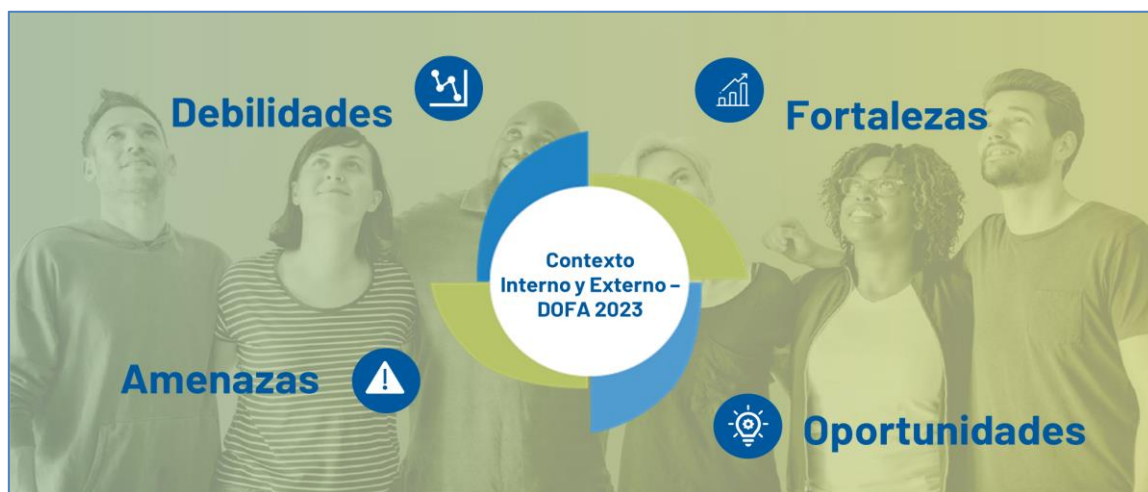 Debilidades
Fortalezas
Contexto
Interno y Externo –
DOFA 2023
Amenazas
Oportunidades